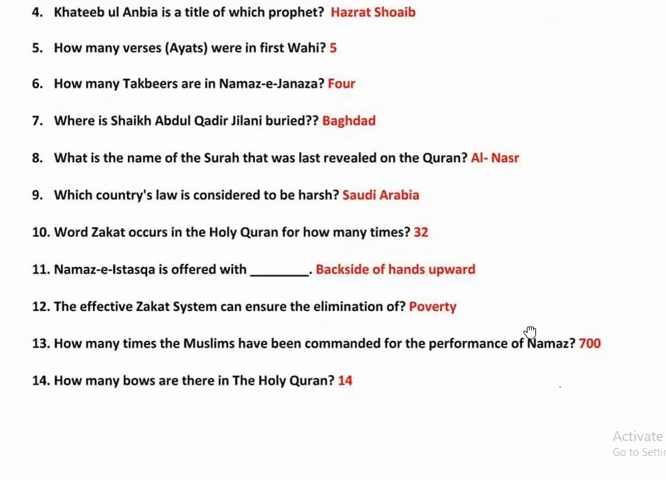 4. Khateeb ul Anbia is a title of which prophet? Hazrat Shoaib
5. How many verses (Ayats) were in first Wahi? 5
6. How many Takbeers are in Namaz-e-Janaza? Four
7. Where is Shaikh Abdul Qadir Jilani buried?? Baghdad
8. What is the name of the Surah that was last revealed on the Quran? Al- Nasr
9. Which country's law is considered to be harsh? Saudi Arabia
10. Word Zakat occurs in the Holy Quran for how many times? 32
11. Namaz-e-Istasqa is offered with ________. Backside of hands upward
12. The effective Zakat System can ensure the elimination of? Poverty
13. How many times the Muslims have been commanded for the performance of Namaz? 700
14. How many bows are there in The Holy Quran? 14
Activate
Go to Settin